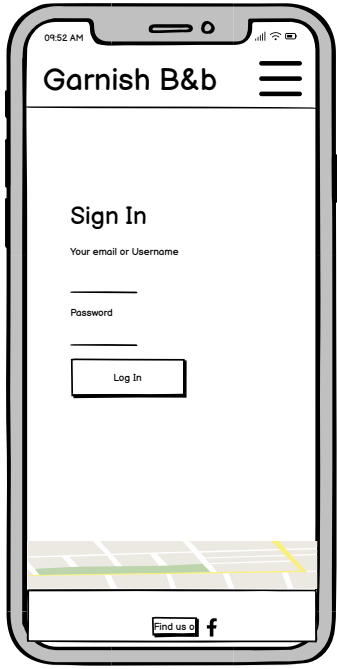 09:52 AM
Garnish B&b
Sign In
Your email or Username
Password
Log In
Find us o